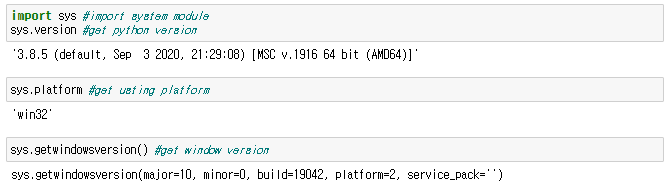 import sys #import system module
sys.version #get python version
'3.8.5 (default, Sep  3 2020, 21:29:08) [MSC v.1916 64 bit (AMD64)]'
sys.platform #get using platform
'win32'
sys.getwindowsversion() #get window version
sys.getwindowsversion(major=10, minor=0, build=19042, platform=2, service_pack='')